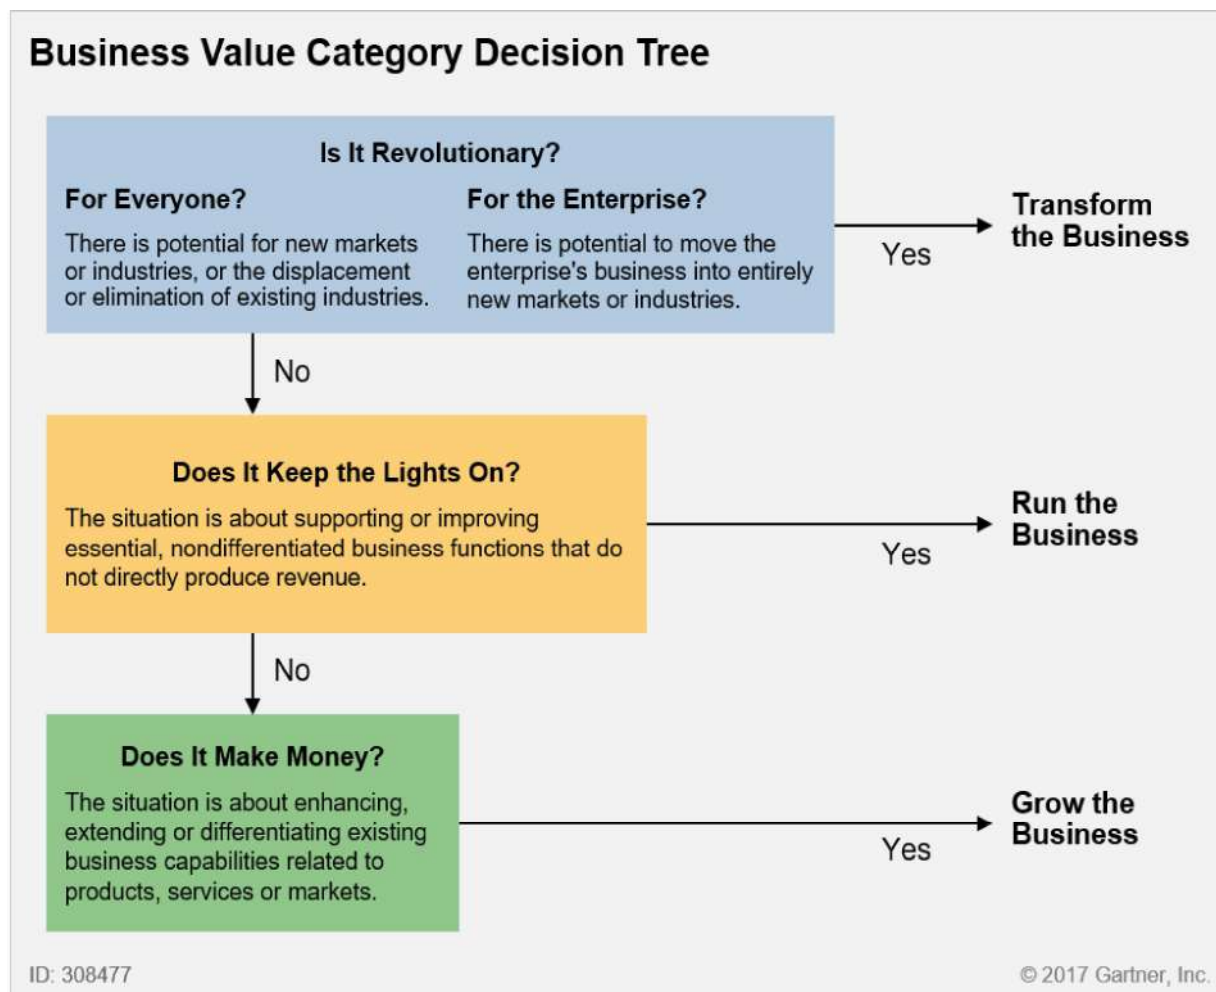 Business Value Category Decision Tree
Is It Revolutionary?
For Everyone?
There is potential for new markets
or industries, or the displacement
or elimination of existing industries.
For the Enterprise?
There is potential to move the
enterprise's business into entirely
new markets or industries.
Yes
Transform
the Business
No
Does It Keep the Lights On?
The situation is about supporting or improving
essential, nondifferentiated business functions that do
not directly produce revenue.
Yes
Run the
Business
No
Does It Make Money?
The situation is about enhancing,
extending or differentiating existing
business capabilities related to
products, services or markets.
Yes
Grow the
Business
ID: 308477
© 2017 Gartner, Inc.